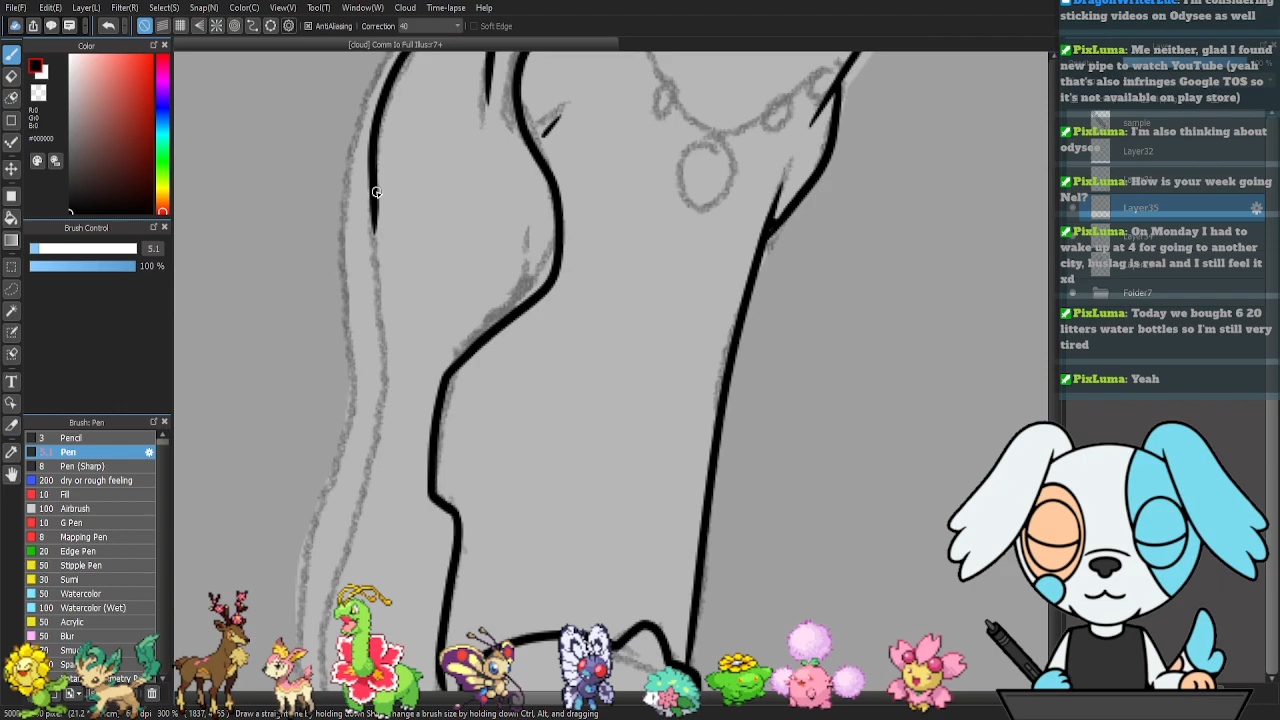 File(F) Edit(E) Layer(L) Filter(R) Select(S) Snap(N) Color(C) View(V) Tool(T) Window(W) Cloud Time-lapse Help
AntiAliasing Correction 40 Soft Edge
Color
R:0
G:0
B:0
#000000
Brush Control
5.1
100 %
Brush: Pen
3 Pencil
5.1 Pen
8 Pen (Sharp)
200 dry or rough feeling
10 Fill
100 Airbrush
10 G Pen
8 Mapping Pen
20 Edge Pen
50 Stipple Pen
30 Sumi
50 Watercolor
100 Watercolor (Wet)
50 Acrylic
50 Blur
sticking videos on Odysee as well
PixLuma: Me neither, glad I found
new pipe to watch YouTube (yeah
that's also infringes Google TOS so
it's not available on play store)
sample
PixLuma: I'm also thinking about
odysee
Layer32
PixLuma: How is your week going
Nel?
Layer35
PixLuma: On Monday I had to
wake up at 4 for going to another
city, buslag is real and I still feel it
xd
Folder7
PixLuma: Today we bought 6 20
litters water bottles so I'm still very
tired
PixLuma: Yeah